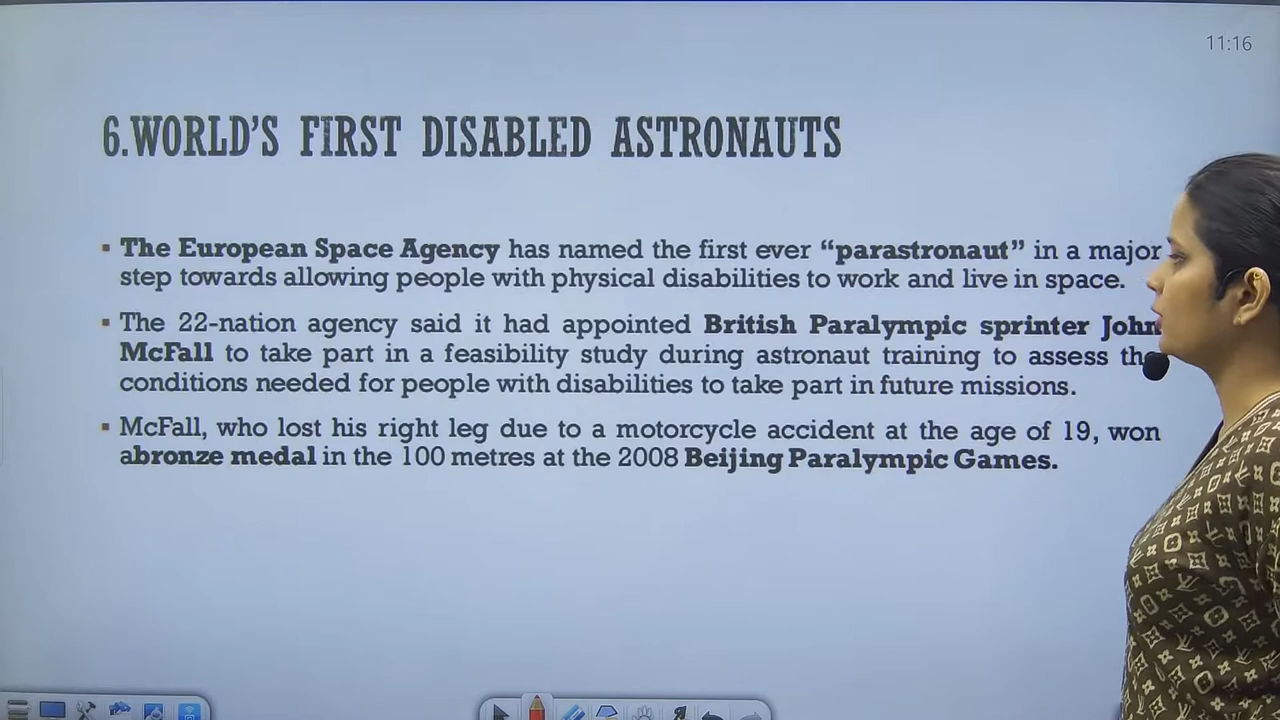 11:16
6.WORLD'S FIRST DISABLED ASTRONAUTS
▪ The European Space Agency has named the first ever “parastronaut” in a major
step towards allowing people with physical disabilities to work and live in space.
▪ The 22-nation agency said it had appointed British Paralympic sprinter John
McFall to take part in a feasibility study during astronaut training to assess the
conditions needed for people with disabilities to take part in future missions.
▪ McFall, who lost his right leg due to a motorcycle accident at the age of 19, won
abronze medal in the 100 metres at the 2008 Beijing Paralympic Games.